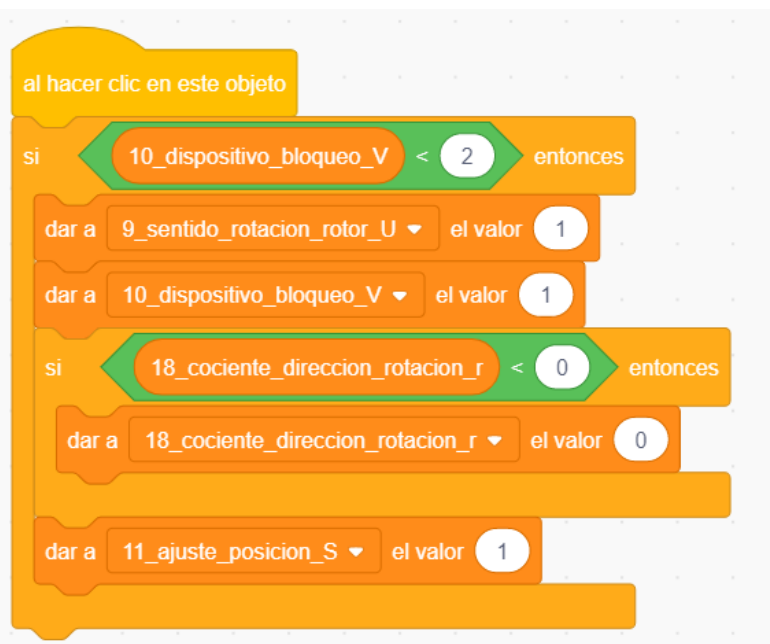 al hacer clic en este objeto
si 10_dispositivo_bloqueo_V < 2 entonces
dar a 9_sentido_rotacion_rotor_U el valor 1
dar a 10_dispositivo_bloqueo_V el valor 1
si 18_cociente_direccion_rotacion_r < 0 entonces
dar a 18_cociente_direccion_rotacion_r el valor 0
dar a 11_ajuste_posicion_S el valor 1